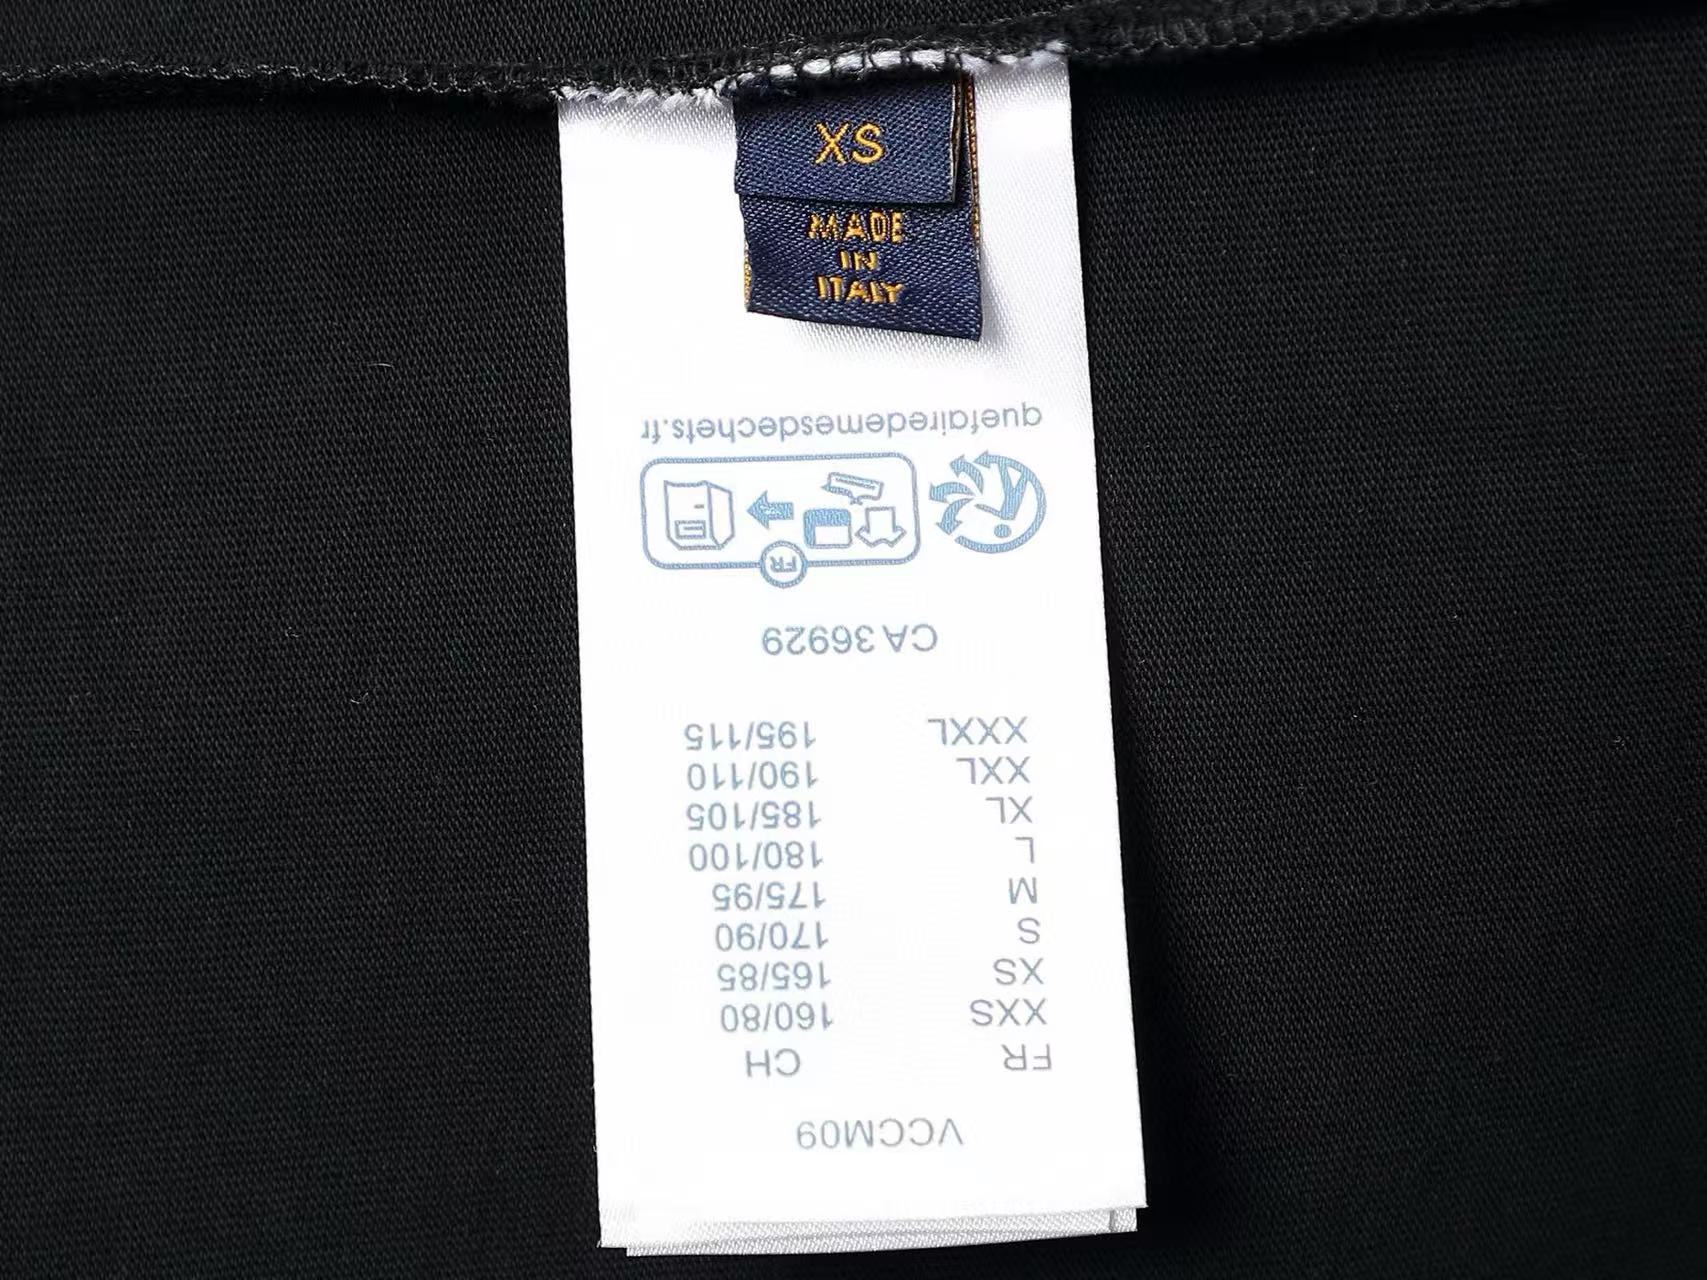 XS
MADE
IN
ITALY
VCCM09
FR CH
XXS 160/80
XS 165/85
S 170/90
M 175/95
L 180/100
XL 185/105
XXL 190/110
XXXL 195/115
CA 36929
FR
quefairedemesdechets.fr